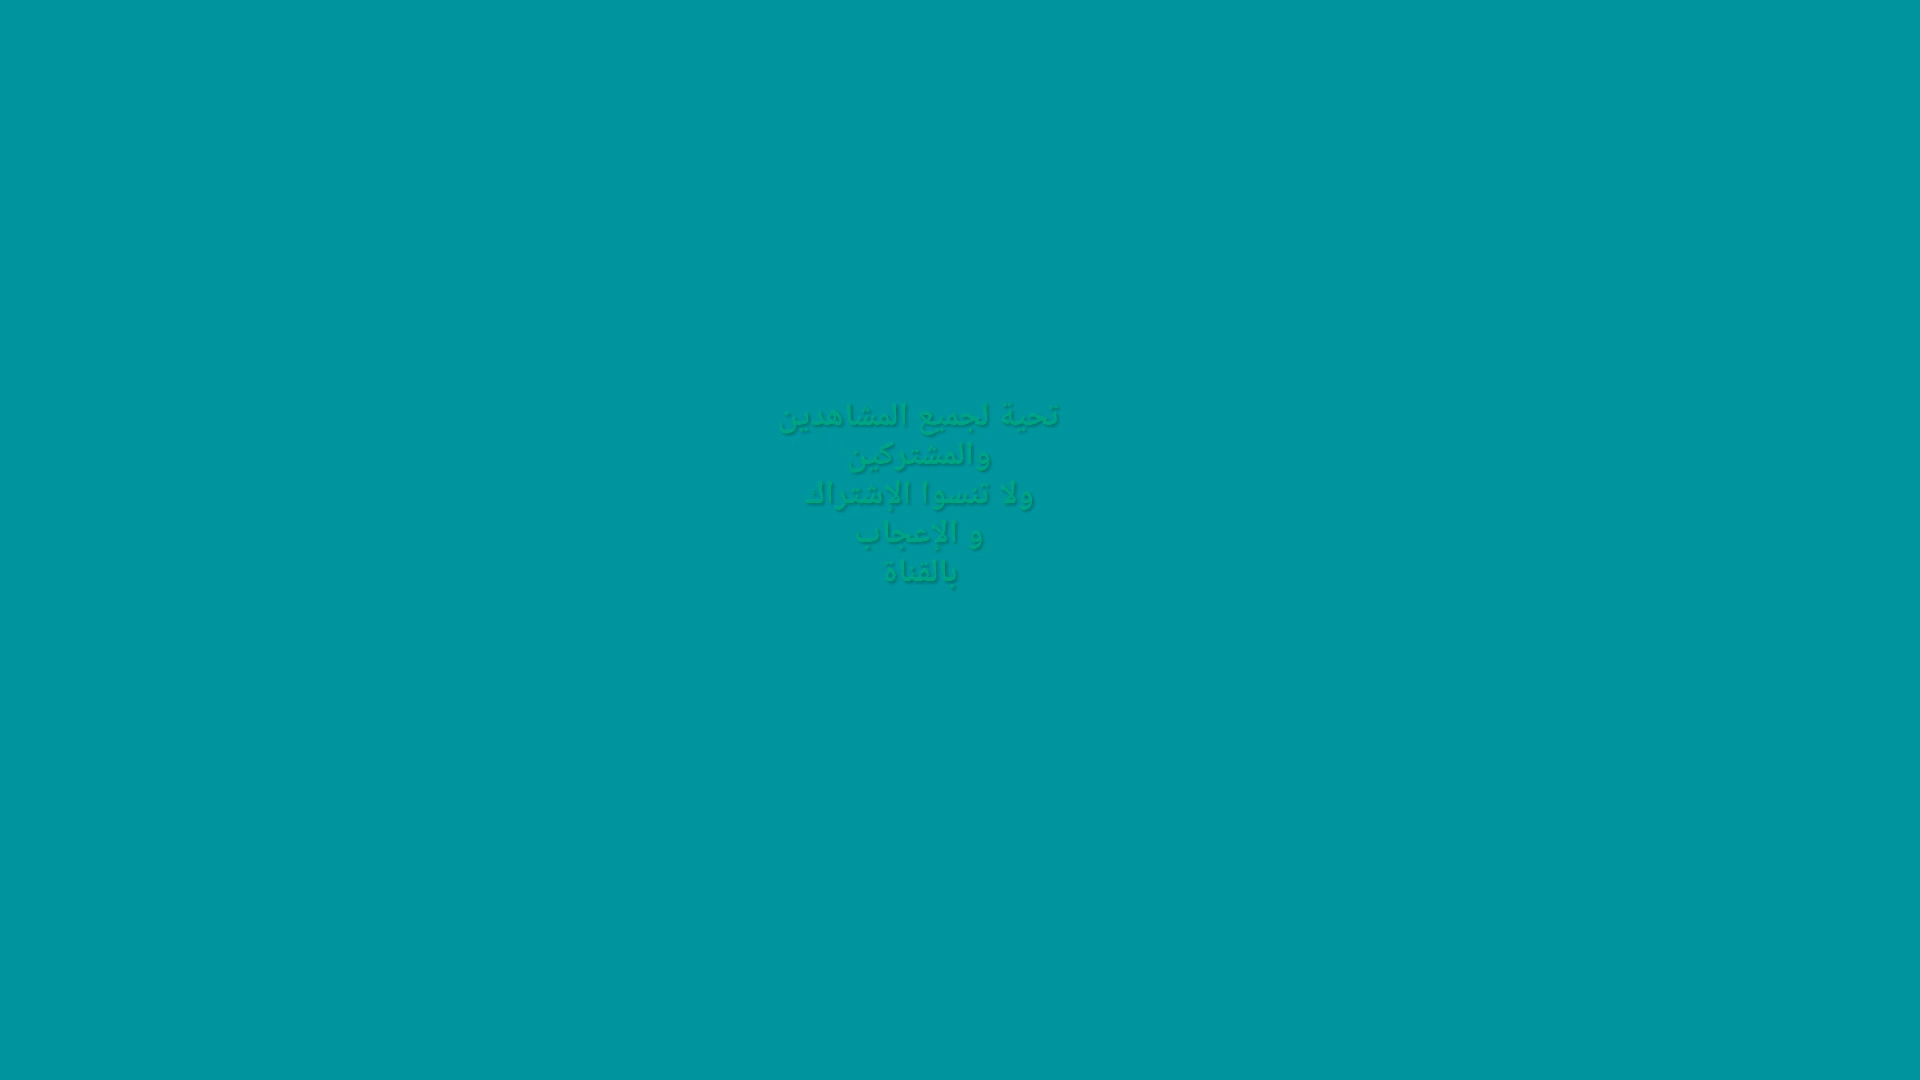 تحية لجميع المشاهدين
والمشتركين
ولا تنسوا الإشتراك
و الإعجاب
بالقناة